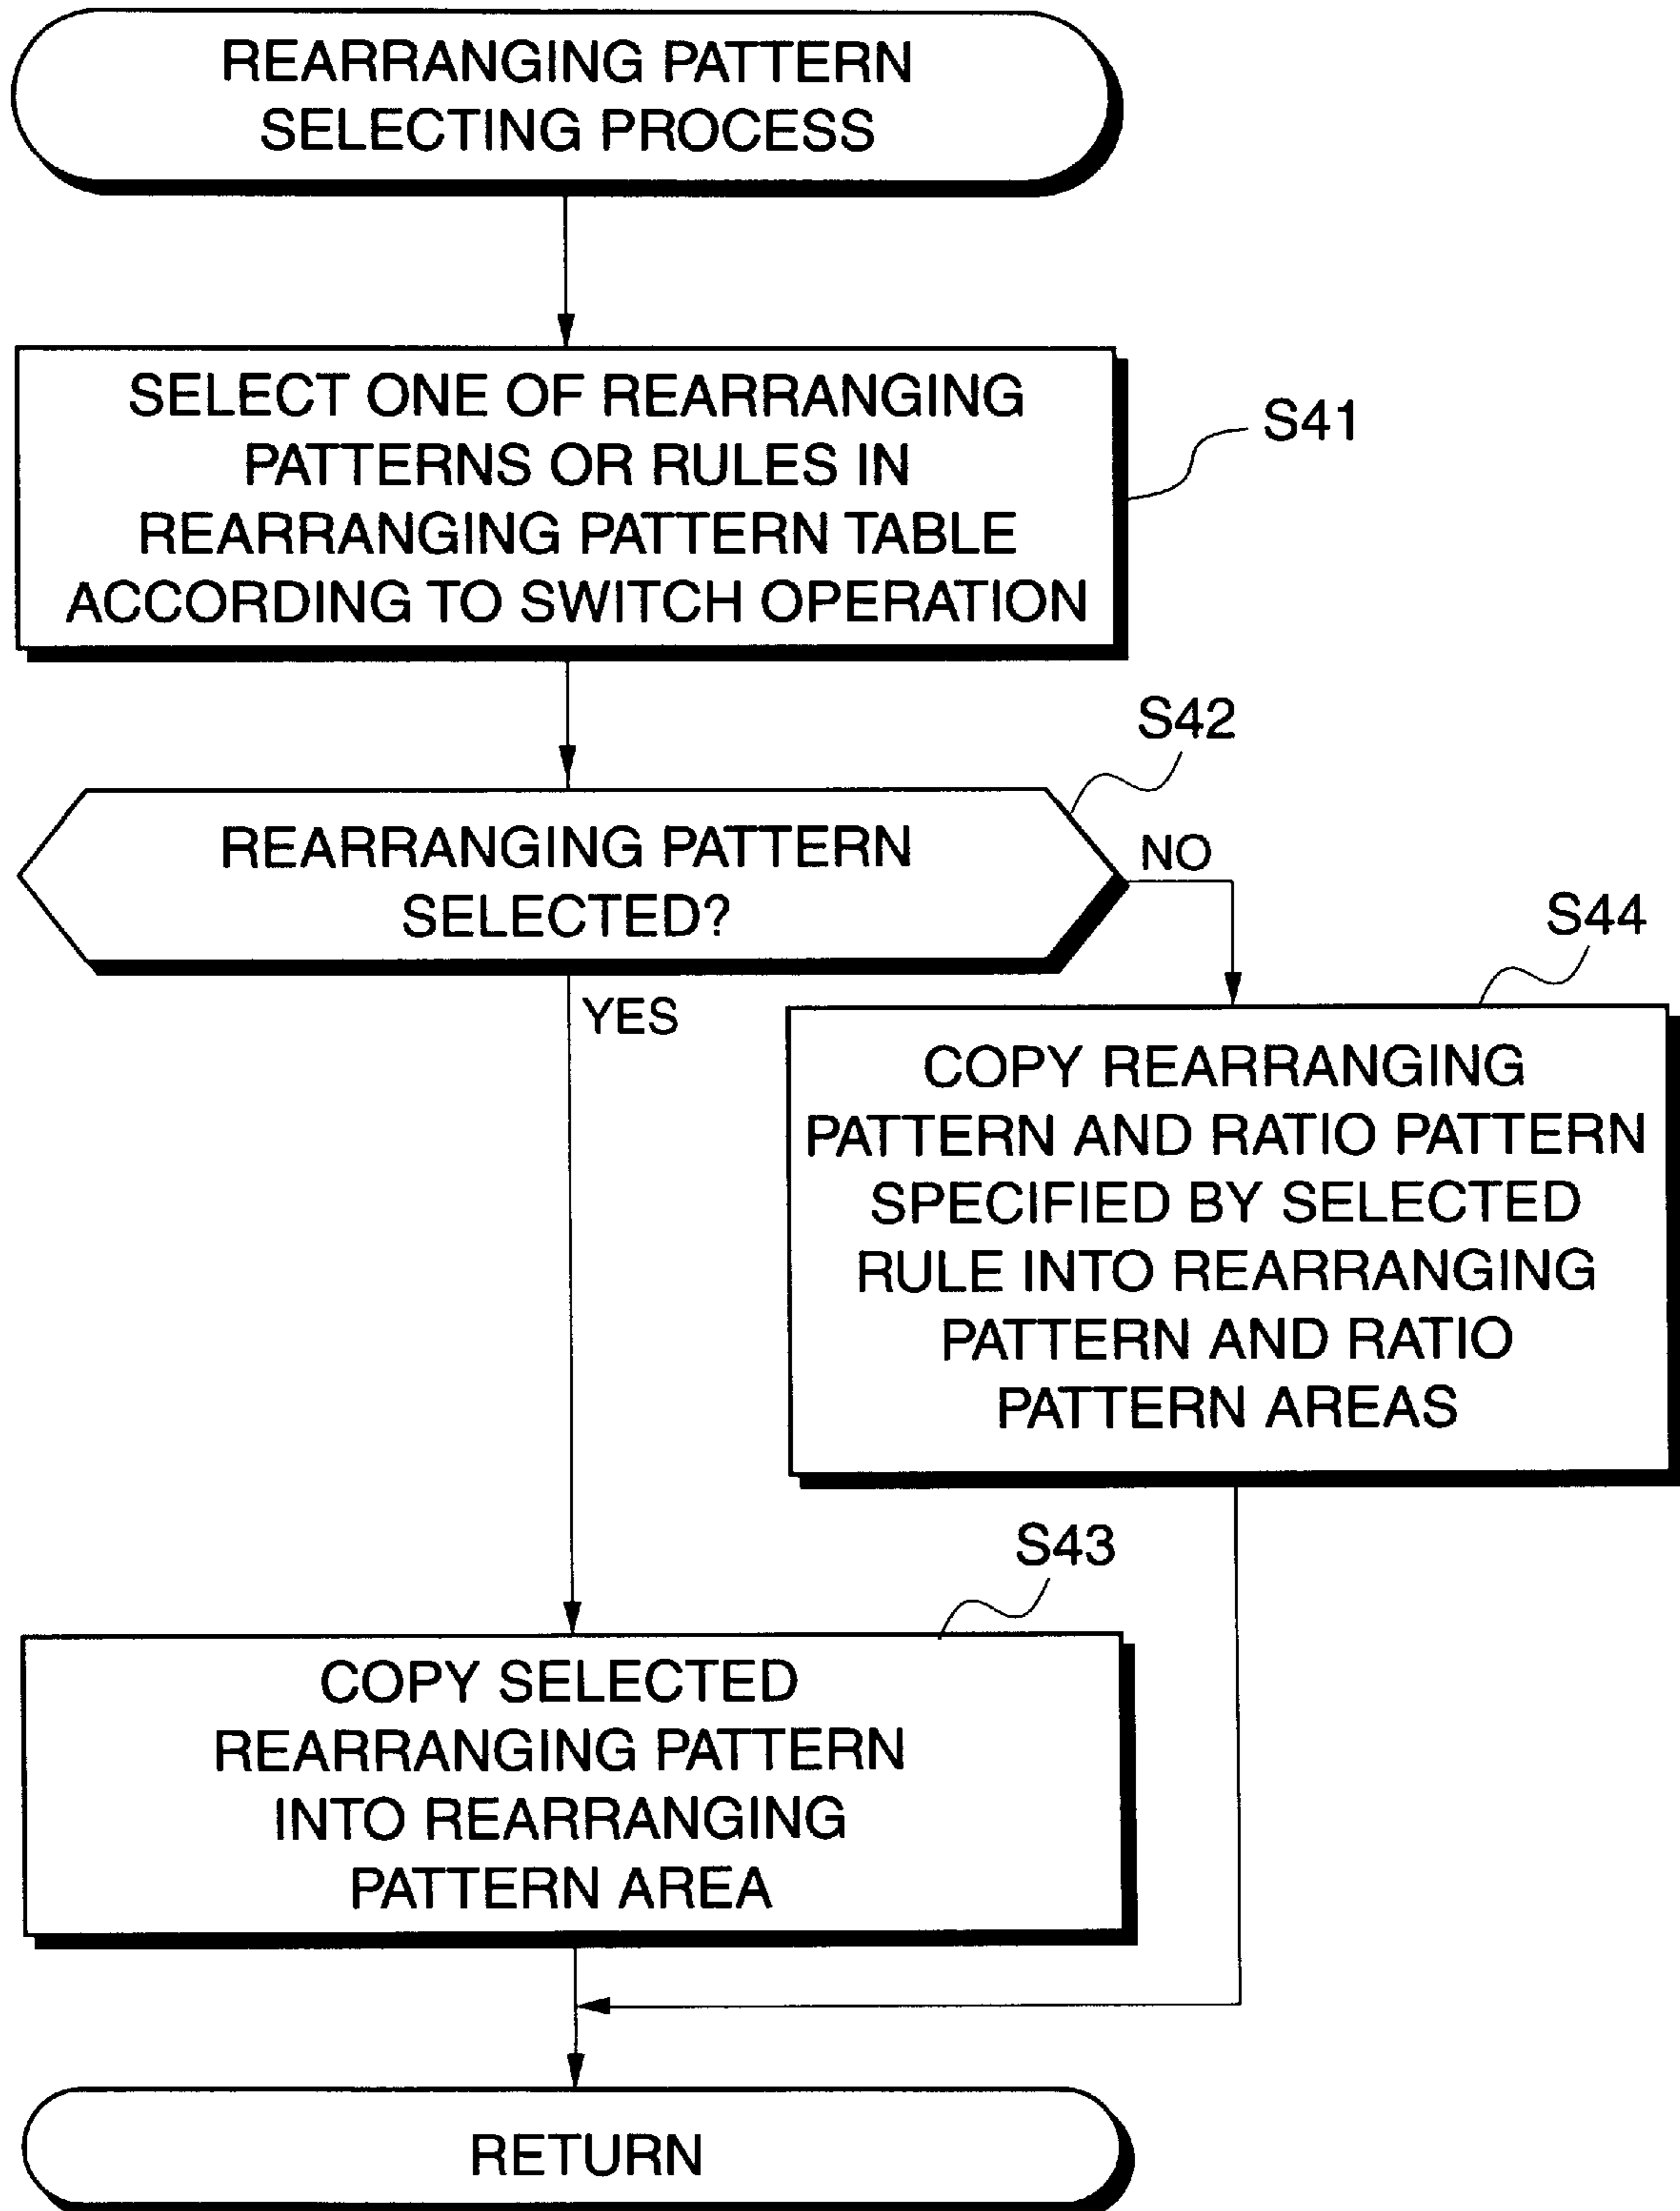 REARRANGING PATTERN
SELECTING PROCESS
SELECT ONE OF REARRANGING
PATTERNS OR RULES IN
REARRANGING PATTERN TABLE
ACCORDING TO SWITCH OPERATION
S41
S42
REARRANGING PATTERN
SELECTED?
NO
YES
S44
COPY REARRANGING
PATTERN AND RATIO PATTERN
SPECIFIED BY SELECTED
RULE INTO REARRANGING
PATTERN AND RATIO
PATTERN AREAS
S43
COPY SELECTED
REARRANGING PATTERN
INTO REARRANGING
PATTERN AREA
RETURN